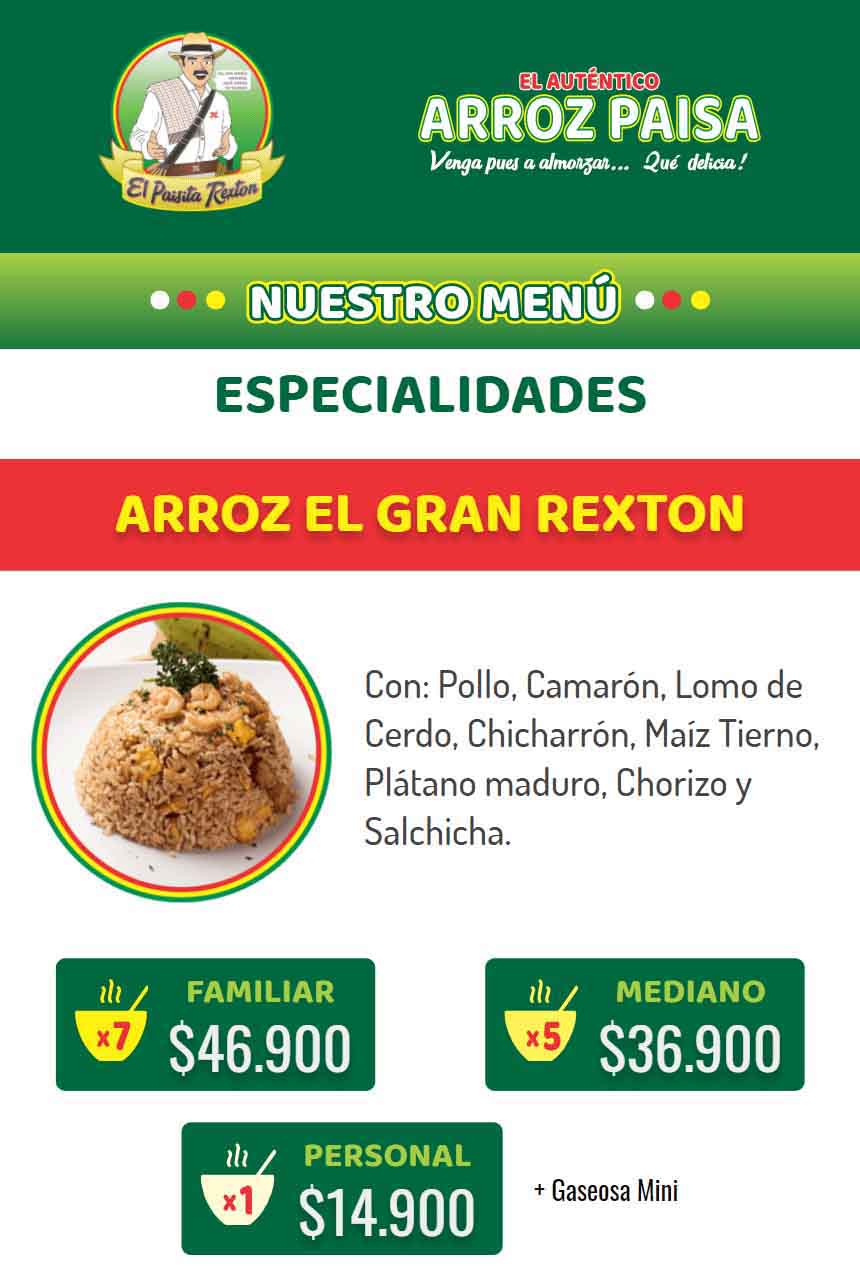 El Paisita Rexton
EL AUTÉNTICO
ARROZ PAISA
Venga pues a almorzar... Qué delicia!
NUESTRO MENÚ
ESPECIALIDADES
ARROZ EL GRAN REXTON
Con: Pollo, Camarón, Lomo de
Cerdo, Chicharrón, Maíz Tierno,
Plátano maduro, Chorizo y
Salchicha.
x7
FAMILIAR
$46.900
x5
MEDIANO
$36.900
x1
PERSONAL
$14.900
+ Gaseosa Mini